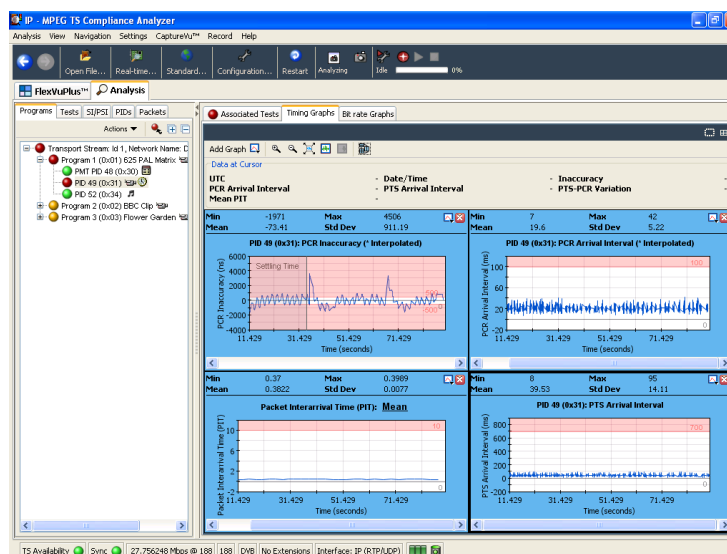 IP - MPEG TS Compliance Analyzer
Analysis View Navigation Settings CaptureVu™ Record Help
Open File... Real-time... Standard... Configuration... Restart Analyzing Idle 0%
FlexVuPlus™ Analysis
Programs Tests SI/PSI PIDs Packets
Actions
Transport Stream: Id 1, Network Name: D
Program 1 (0x01) 625 PAL Matrix
PMT PID 48 (0x30)
PID 49 (0x31)
PID 52 (0x34)
Program 2 (0x02) BBC Clip
Program 3 (0x03) Flower Garden
Associated Tests Timing Graphs Bit rate Graphs
Add Graph
Data at Cursor
UTC - Date/Time - Inaccuracy -
PCR Arrival Interval - PTS Arrival Interval - PTS-PCR Variation -
Mean PIT -
Min -1971 Max 4506
Mean -73.41 Std Dev 911.19
PID 49 (0x31): PCR Inaccuracy (* Interpolated)
PCR Inaccuracy (ns)
6000
4000
2000
0
-2000
-4000
Settling Time
500
0
-500
11.429 31.429 51.429 71.429
Time (seconds)
Min 7 Max 42
Mean 19.6 Std Dev 5.22
PID 49 (0x31): PCR Arrival Interval (* Interpolated)
PCR Arrival Interval (ms)
100
60
20
-20
100
0
11.429 31.429 51.429 71.429
Time (seconds)
Min 0.37 Max 0.3989
Mean 0.3822 Std Dev 0.0077
Packet Interarrival Time (PIT): Mean
Packet Interarrival Time (PIT)
10
6
2
-2
10
0
11.429 31.429 51.429 71.429
Time (seconds)
Min 8 Max 95
Mean 39.53 Std Dev 14.11
PID 49 (0x31): PTS Arrival Interval
PTS Arrival Interval (ms)
800
600
400
200
0
-200
700
0
11.429 31.429 51.429 71.429
Time (seconds)
TS Availability Sync 27.756248 Mbps @ 188 188 DVB No Extensions Interface: IP (RTP/UDP)